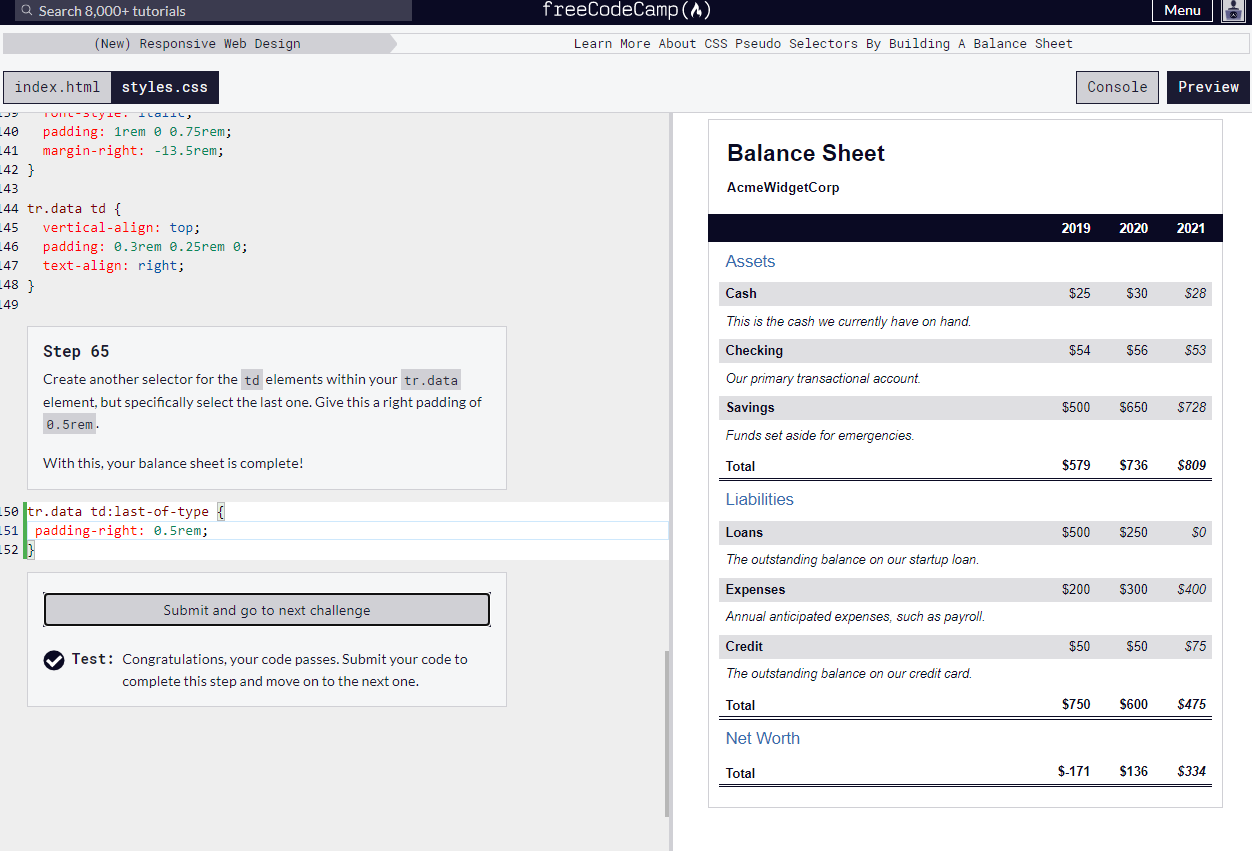 Search 8,000+ tutorials
freeCodeCamp
Menu
(New) Responsive Web Design
Learn More About CSS Pseudo Selectors By Building A Balance Sheet
index.html
styles.css
Console
Preview
140 padding: 1rem 0 0.75rem;
141 margin-right: -13.5rem;
142 }
143
144 tr.data td {
145 vertical-align: top;
146 padding: 0.3rem 0.25rem 0;
147 text-align: right;
148 }
149
Step 65
Create another selector for the td elements within your tr.data
element, but specifically select the last one. Give this a right padding of
0.5rem.
With this, your balance sheet is complete!
150 tr.data td:last-of-type {
151 padding-right: 0.5rem;
152 }
Submit and go to next challenge
Test: Congratulations, your code passes. Submit your code to
complete this step and move on to the next one.
Balance Sheet
AcmeWidgetCorp
2019 2020 2021
Assets
Cash $25 $30 $28
This is the cash we currently have on hand.
Checking $54 $56 $53
Our primary transactional account.
Savings $500 $650 $728
Funds set aside for emergencies.
Total $579 $736 $809
Liabilities
Loans $500 $250 $0
The outstanding balance on our startup loan.
Expenses $200 $300 $400
Annual anticipated expenses, such as payroll.
Credit $50 $50 $75
The outstanding balance on our credit card.
Total $750 $600 $475
Net Worth
Total $-171 $136 $334